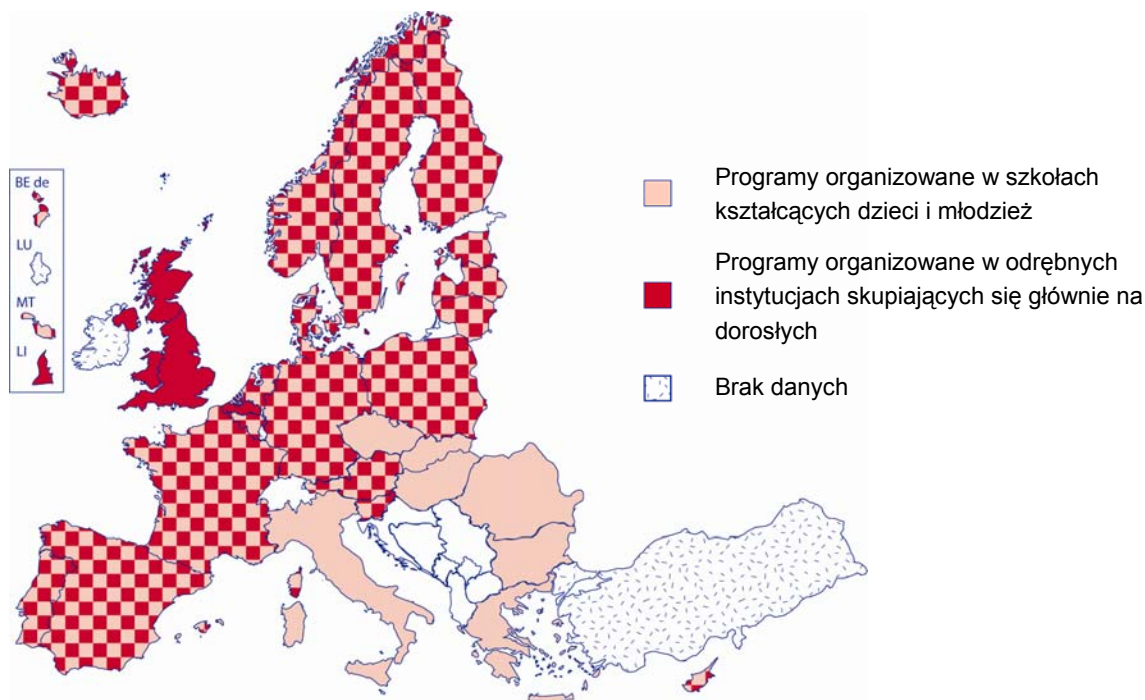 BE de
LU
MT
LI
Programy organizowane w szkołach
kształcących dzieci i młodzież
Programy organizowane w odrębnych
instytucjach skupiających się głównie na
dorosłych
Brak danych